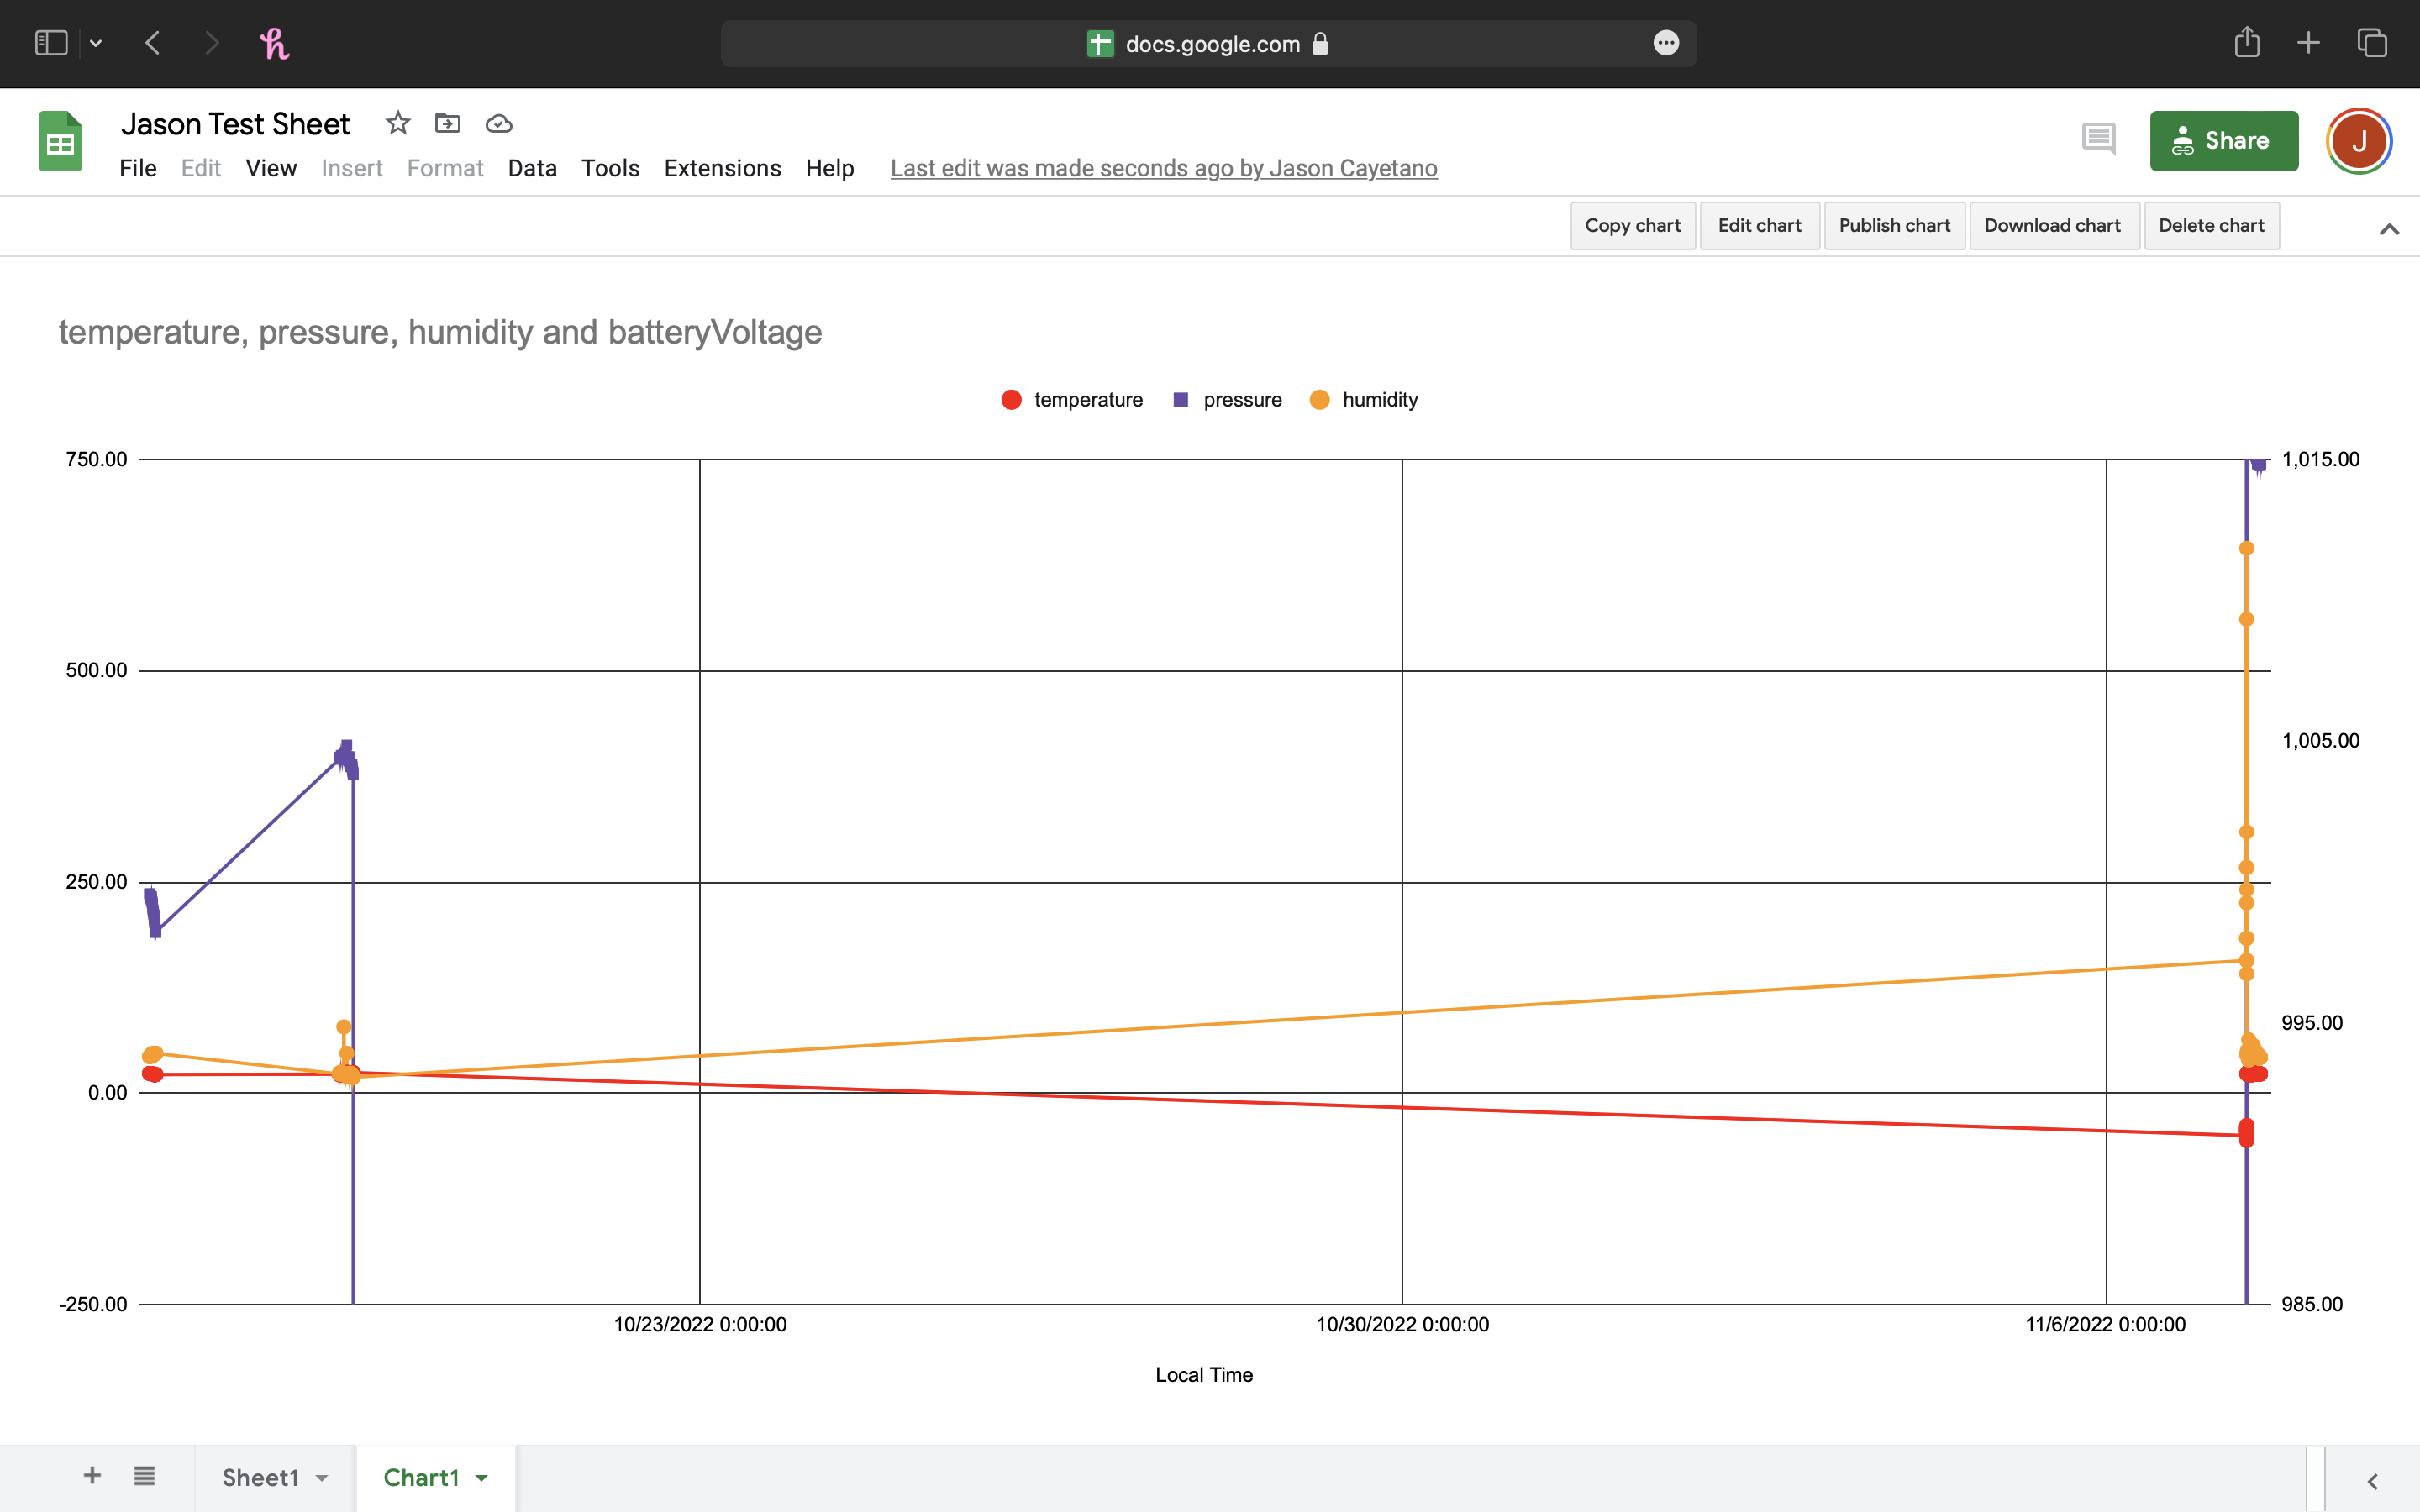 docs.google.com
Jason Test Sheet
File Edit View Insert Format Data Tools Extensions Help Last edit was made seconds ago by Jason Cayetano
Share
J
Copy chart Edit chart Publish chart Download chart Delete chart
temperature, pressure, humidity and batteryVoltage
temperature pressure humidity
750.00
500.00
250.00
0.00
-250.00
1,015.00
1,005.00
995.00
985.00
10/23/2022 0:00:00 10/30/2022 0:00:00 11/6/2022 0:00:00
Local Time
Sheet1 Chart1